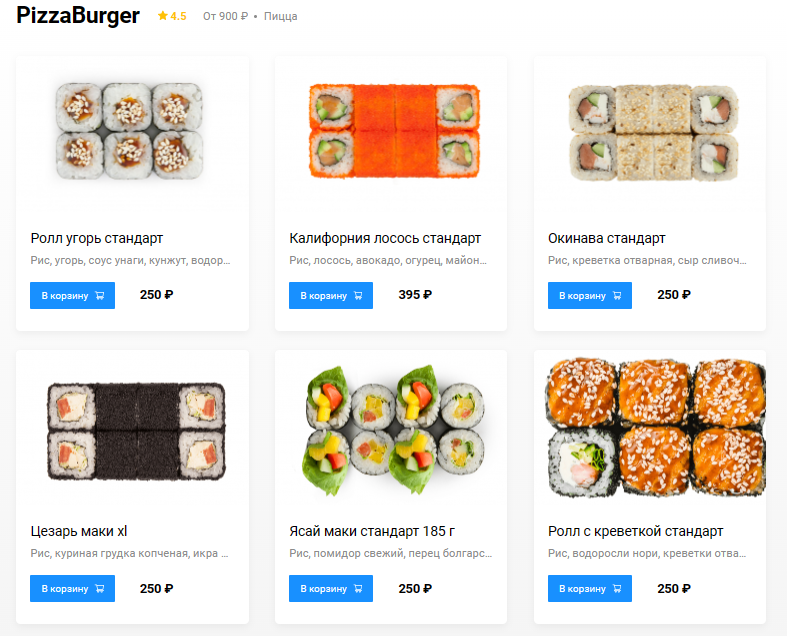 PizzaBurger 4.5 От 900 ₽ • Пицца
Ролл угорь стандарт
Рис, угорь, соус унаги, кунжут, водор…
В корзину 250 ₽
Калифорния лосось стандарт
Рис, лосось, авокадо, огурец, майон…
В корзину 395 ₽
Окинава стандарт
Рис, креветка отварная, сыр сливоч…
В корзину 250 ₽
Цезарь маки xl
Рис, куриная грудка копченая, икра …
В корзину 250 ₽
Ясай маки стандарт 185 г
Рис, помидор свежий, перец болгарс…
В корзину 250 ₽
Ролл с креветкой стандарт
Рис, водоросли нори, креветки отва…
В корзину 250 ₽